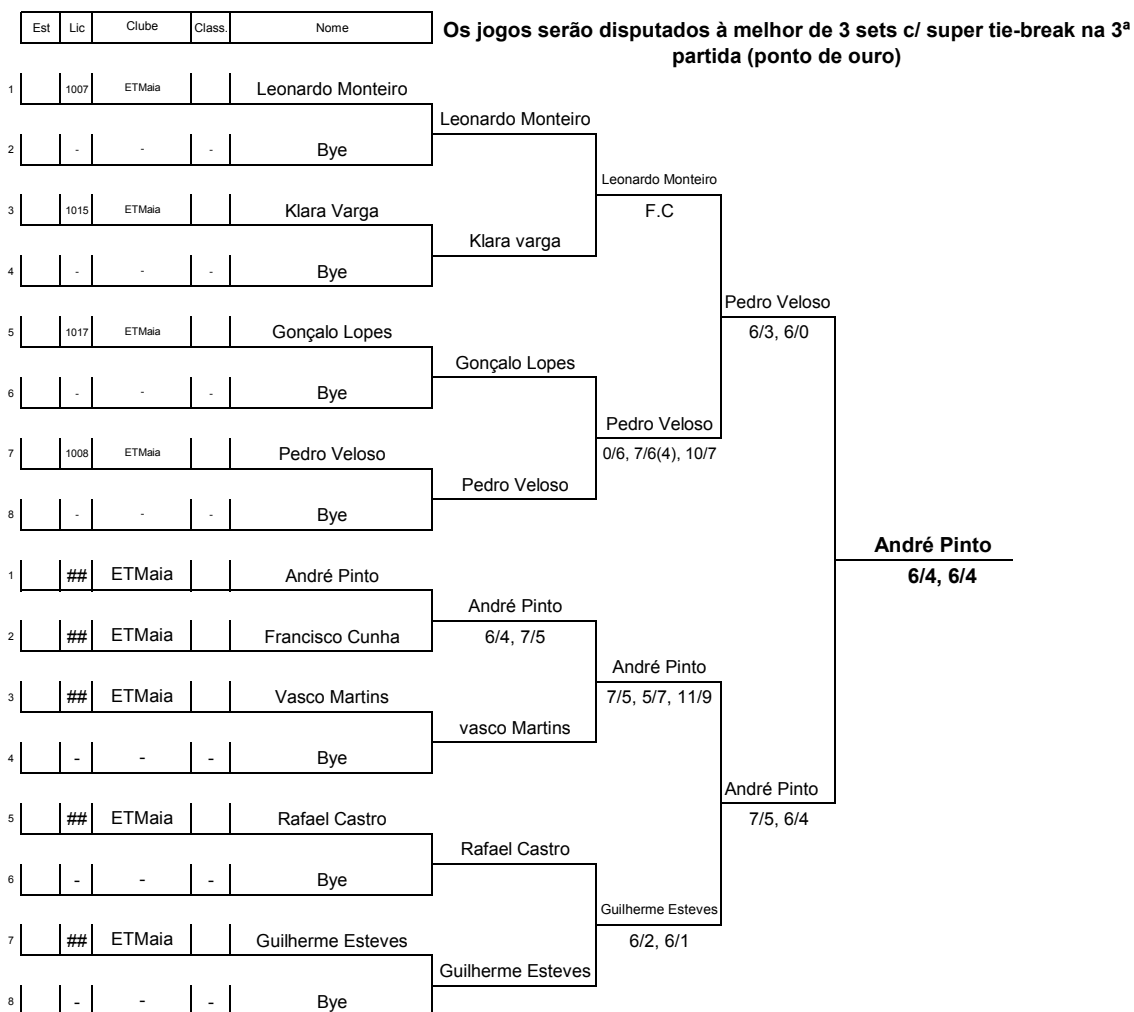 Est Lic Clube Class. Nome
Os jogos serão disputados à melhor de 3 sets c/ super tie-break na 3ª
partida (ponto de ouro)
1 1007 ETMaia Leonardo Monteiro
Leonardo Monteiro
2 - - - Bye
Leonardo Monteiro
3 1015 ETMaia Klara Varga
F.C
Klara varga
4 - - - Bye
Pedro Veloso
5 1017 ETMaia Gonçalo Lopes
6/3, 6/0
Gonçalo Lopes
6 - - - Bye
Pedro Veloso
7 1008 ETMaia Pedro Veloso
0/6, 7/6(4), 10/7
Pedro Veloso
8 - - - Bye
André Pinto
1 ## ETMaia André Pinto
6/4, 6/4
André Pinto
2 ## ETMaia Francisco Cunha
6/4, 7/5
André Pinto
3 ## ETMaia Vasco Martins
7/5, 5/7, 11/9
vasco Martins
4 - - - Bye
André Pinto
5 ## ETMaia Rafael Castro
7/5, 6/4
Rafael Castro
6 - - - Bye
Guilherme Esteves
7 ## ETMaia Guilherme Esteves
6/2, 6/1
Guilherme Esteves
8 - - - Bye